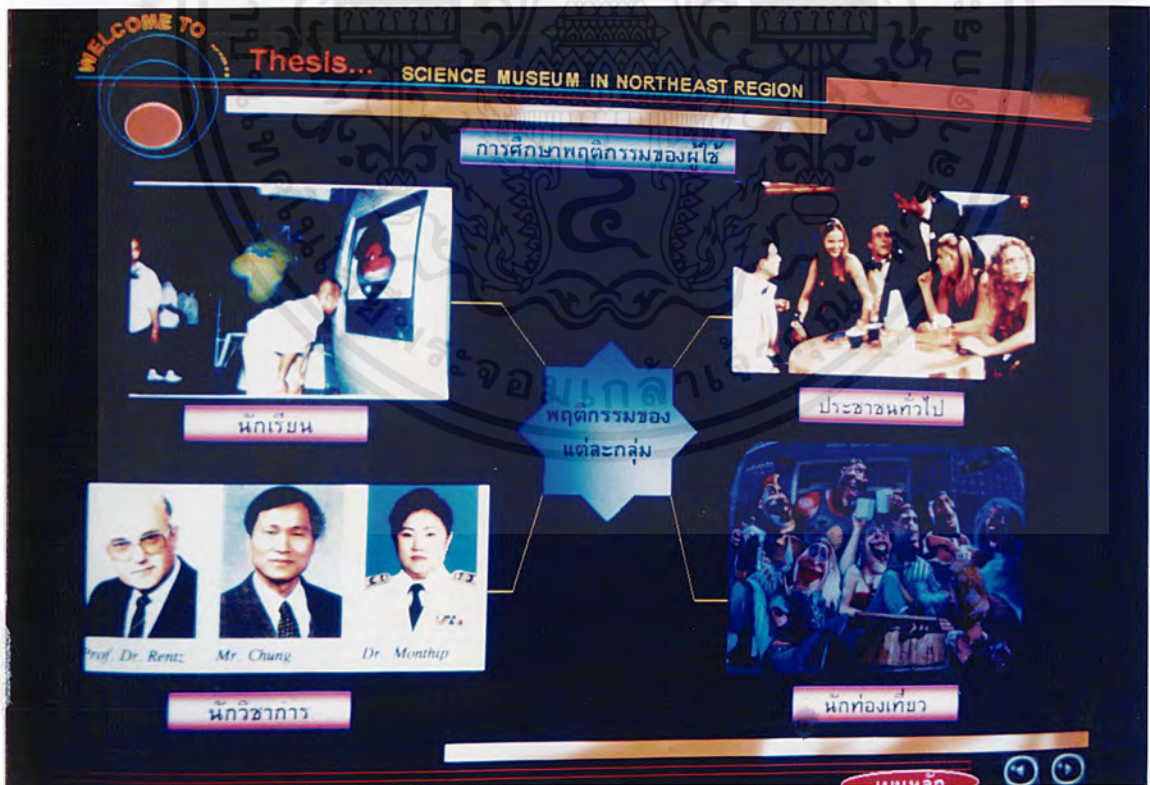 WELCOME TO ....
Thesis...
SCIENCE MUSEUM IN NORTHEAST REGION
การศึกษาพฤติกรรมของผู้ใช้
นักเรียน
ประชาชนทั่วไป
พฤติกรรมของ
แต่ละกลุ่ม
Prof. Dr. Rentz
Mr. Chung
Dr. Monthip
นักวิชาการ
นักท่องเที่ยว